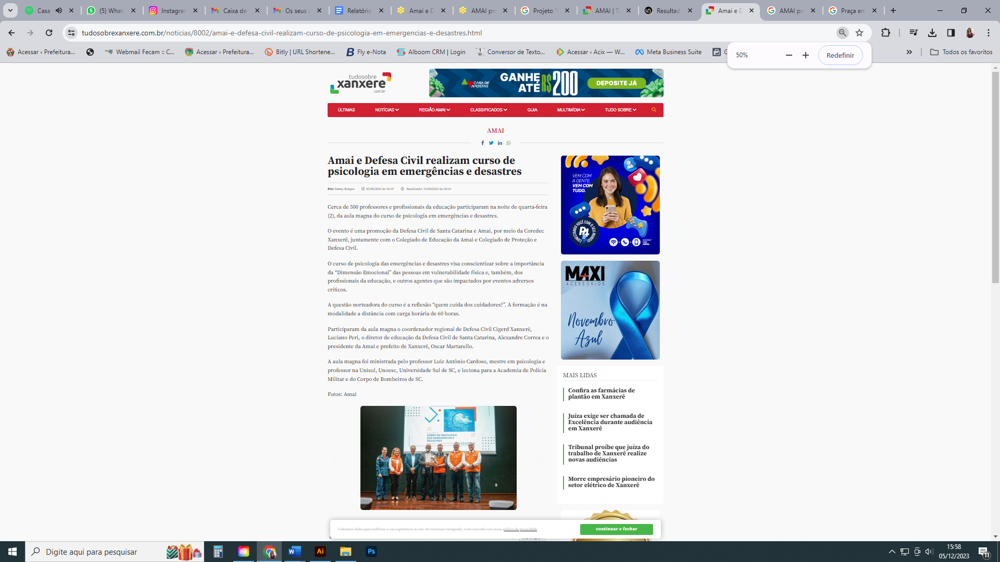 Casa
(5) Whats
Instagran
Caixa de
Os seus a
Relatório
Amai e D
AMAI pro
Projeto "
AMAI | T
Resultad
Amai e D
AMAI pro
Praça em
tudosobrexanxere.com.br/noticias/8002/amai-e-defesa-civil-realizam-curso-de-psicologia-em-emergencias-e-desastres.html
Acessar ‹ Prefeitura...
Webmail Fecam :: C...
Acessar ‹ Prefeitura...
Bitly | URL Shortene...
Fly e-Nota
Alboom CRM | Login
Conversor de Texto...
Acessar ‹ Acix — W...
Meta Business Suite
Todos os favoritos
50%
Redefinir
tudosobre
xanxere
.com.br
CASA DE
APOSTAS
GANHE
ATÉ R$200
DEPOSITE JÁ
ÚLTIMAS
NOTÍCIAS
REGIÃO AMAI
CLASSIFICADOS
GUIA
MULTIMÍDIA
TUDO SOBRE
AMAI
Amai e Defesa Civil realizam curso de
psicologia em emergências e desastres
Por: Sanny Borges
03/08/2023 às 16:19
Atualizado: 10/08/2023 às 18:16
Cerca de 500 professores e profissionais da educação participaram na noite de quarta-feira
(2), da aula magna do curso de psicologia em emergências e desastres.
O evento é uma promoção da Defesa Civil de Santa Catarina e Amai, por meio da Coredec
Xanxerê, juntamente com o Colegiado de Educação da Amai e Colegiado de Proteção e
Defesa Civil.
O curso de psicologia das emergências e desastres visa conscientizar sobre a importância
da “Dimensão Emocional” das pessoas em vulnerabilidade física e, também, dos
profissionais da educação, e outros agentes que são impactados por eventos adversos
críticos.
A questão norteadora do curso é a reflexão “quem cuida dos cuidadores?”. A formação é na
modalidade a distância com carga horária de 60 horas.
Participaram da aula magna o coordenador regional de Defesa Civil Cigerd Xanxerê,
Luciano Peri, o diretor de educação da Defesa Civil de Santa Catarina, Alexandre Correa e o
presidente da Amai e prefeito de Xanxerê, Oscar Martarello.
A aula magna foi ministrada pelo professor Luiz Antônio Cardoso, mestre em psicologia e
professor na Unisul, Unoesc, Universidade Sul de SC, e leciona para a Academia de Polícia
Militar e do Corpo de Bombeiros de SC.
Fotos: Amai
CURSO DE PSICOLOGIA
DAS EMERGÊNCIAS E
DESASTRES
VEM COM
A GENTE,
VEM COM
TUDO.
P4
CONECTANDO VOCÊ COM O SEU MUNDO!
INTERNET
FIXO
MÓVEL
MAXI
ACESSÓRIOS
Novembro
Azul
MAIS LIDAS
Confira as farmácias de
plantão em Xanxerê
Juíza exige ser chamada de
Excelência durante audiência
em Xanxerê
Tribunal proíbe que juíza do
trabalho de Xanxerê realize
novas audiências
Morre empresário pioneiro do
setor elétrico de Xanxerê
Coletamos dados para melhorar a sua experiência no site. Ao continuar navegando, você concorda com nossa política de privacidade.
continuar e fechar
Digite aqui para pesquisar
Ai
Ps
15:58
05/12/2023
11